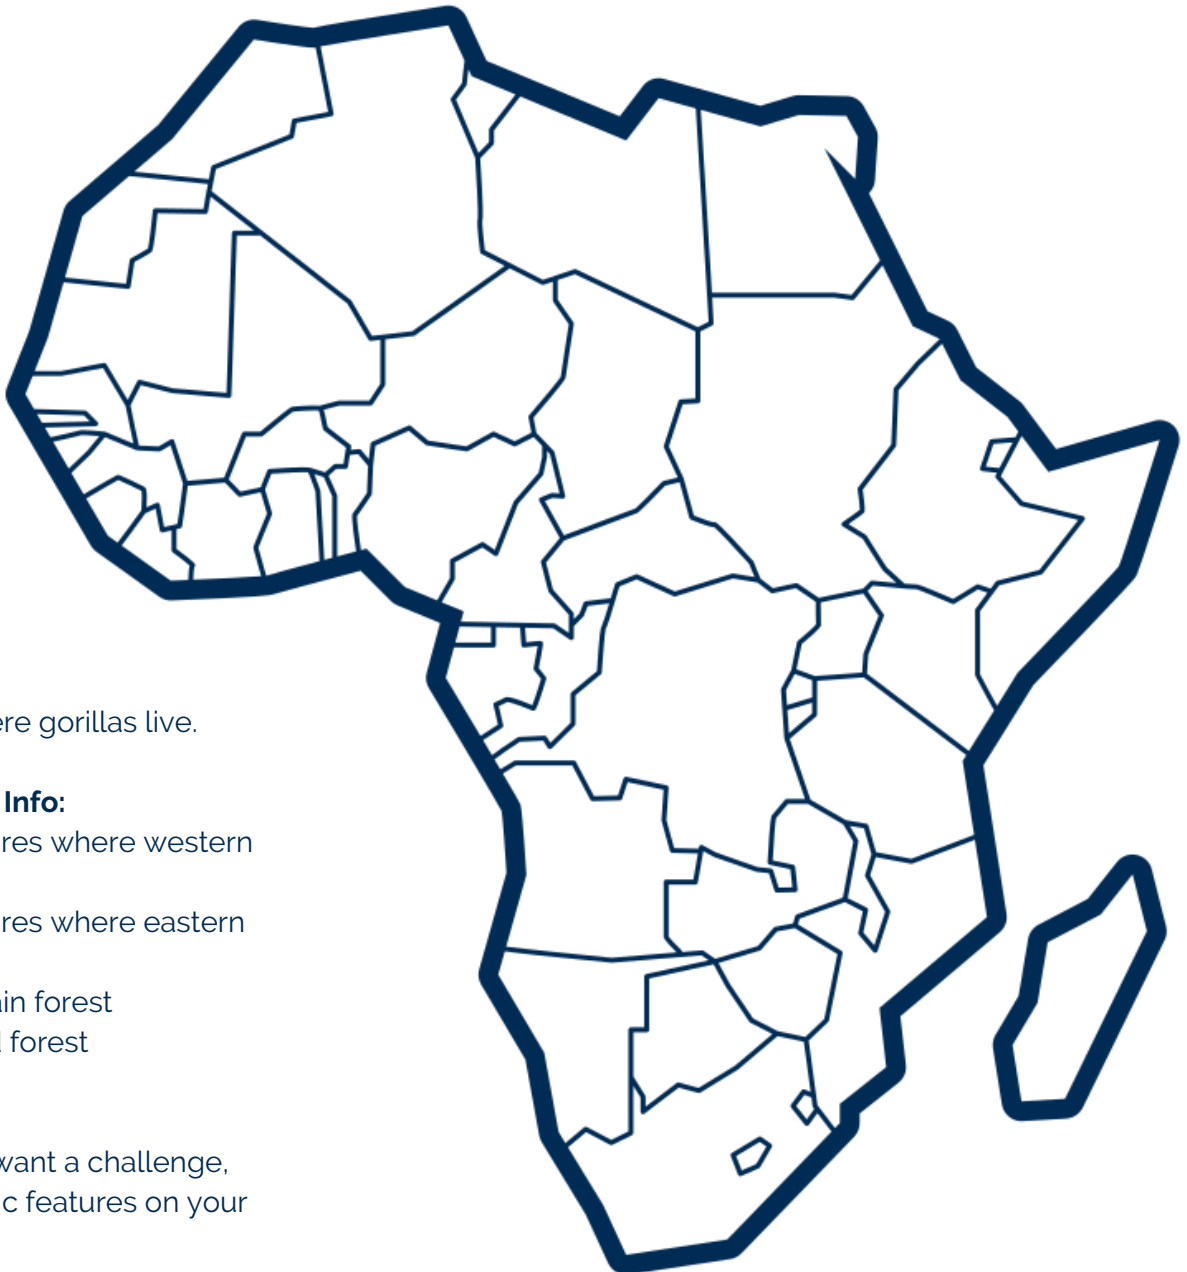 ere gorillas live.
Info:
res where western
res where eastern
in forest
forest
want a challenge,
c features on your